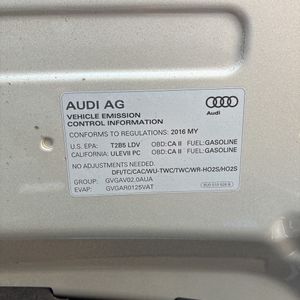 AUDI AG
Audi
VEHICLE EMISSION
CONTROL INFORMATION
CONFORMS TO REGULATIONS: 2016 MY
U.S. EPA: T2B5 LDV OBD: CA II FUEL: GASOLINE
CALIFORNIA: ULEVII PC OBD: CA II FUEL: GASOLINE
NO ADJUSTMENTS NEEDED
DFI/TC/CAC/WU-TWC/TWC/WR-HO2S/HO2S
GROUP: GVGAV02.0AUA
EVAP: GVGAR0125VAT